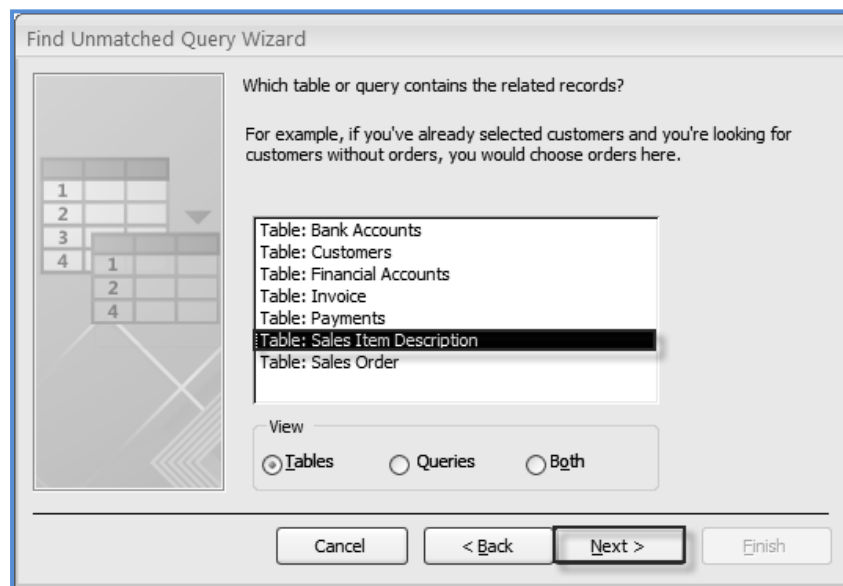 Find Unmatched Query Wizard
Which table or query contains the related records?
For example, if you've already selected customers and you're looking for
customers without orders, you would choose orders here.
1
2
3
4
1
2
4
Table: Bank Accounts
Table: Customers
Table: Financial Accounts
Table: Invoice
Table: Payments
Table: Sales Item Description
Table: Sales Order
View
Tables
Queries
Both
Cancel
< Back
Next >
Finish